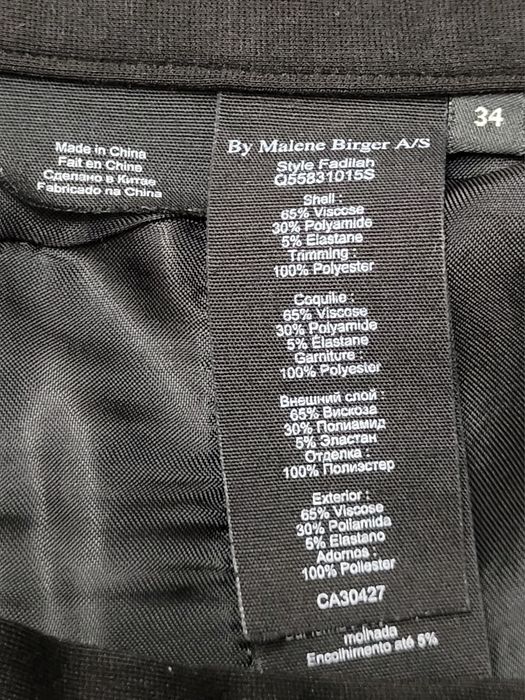 Made in China
Fait en Chine
Сделано в Китае
Fabricado na China
34
By Malene Birger A/S
Style Fadilah
Q55831015S
Shell :
65% Viscose
30% Polyamide
5% Elastane
Trimming :
100% Polyester
Coquille :
65% Viscose
30% Polyamide
5% Élastane
Garniture :
100% Polyester
Внешний слой :
65% Вискоза
30% Полиамид
5% Эластан
Отделка :
100% Полиэстер
Exterior :
65% Viscose
30% Poliamida
5% Elastano
Adornos :
100% Poliester
CA30427
molhada
Encolhimento até 5%